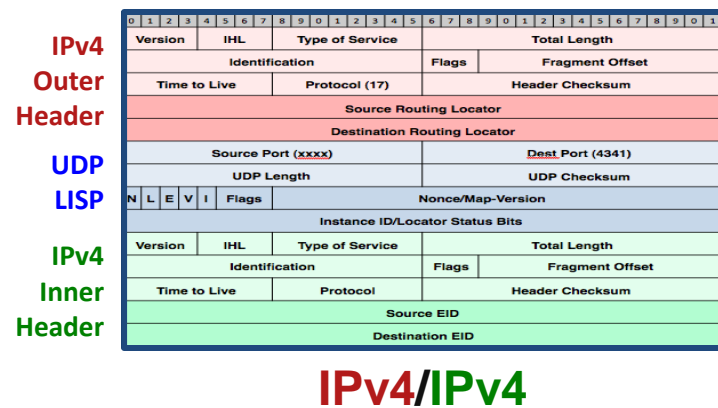 0 1 2 3 4 5 6 7 8 9 0 1 2 3 4 5 6 7 8 9 0 1 2 3 4 5 6 7 8 9 0 1
IPv4 Outer Header
Version IHL Type of Service Total Length
Identification Flags Fragment Offset
Time to Live Protocol (17) Header Checksum
Source Routing Locator
Destination Routing Locator
UDP
Source Port (xxxx) Dest Port (4341)
UDP Length UDP Checksum
LISP
N L E V I Flags Nonce/Map-Version
Instance ID/Locator Status Bits
IPv4 Inner Header
Version IHL Type of Service Total Length
Identification Flags Fragment Offset
Time to Live Protocol Header Checksum
Source EID
Destination EID
IPv4/IPv4